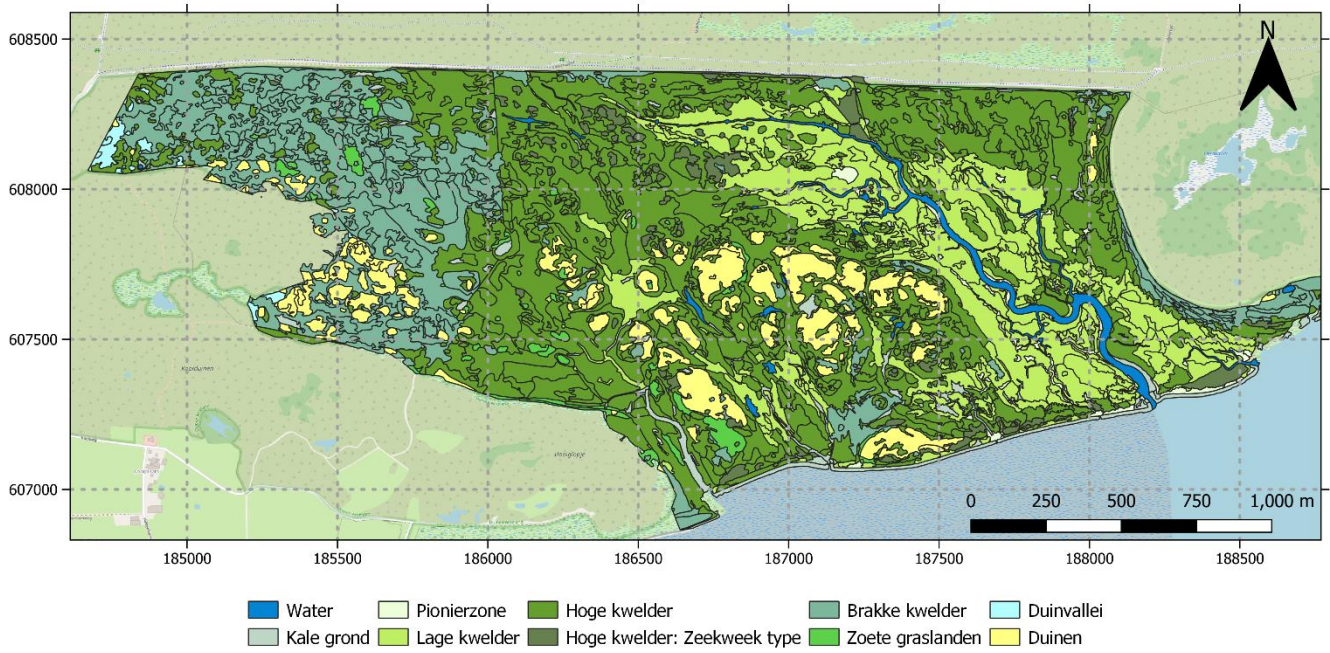 N
608500
608000
607500
607000
Kooiduinen
0 250 500 750 1,000 m
185000 185500 186000 186500 187000 187500 188000 188500
Water Pionierzone Hoge kwelder Brakke kwelder Duinvallei
Kale grond Lage kwelder Hoge kwelder: Zeekweek type Zoete graslanden Duinen